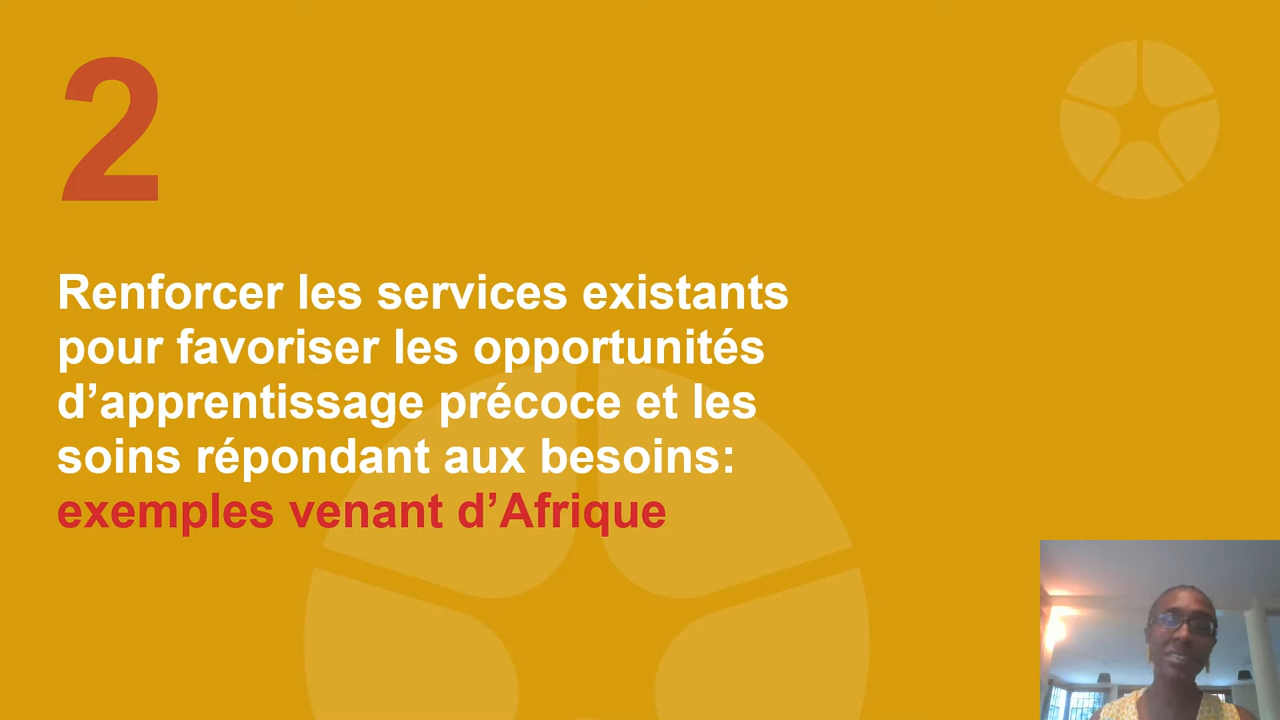 2
Renforcer les services existants
pour favoriser les opportunités
d’apprentissage précoce et les
soins répondant aux besoins:
exemples venant d’Afrique